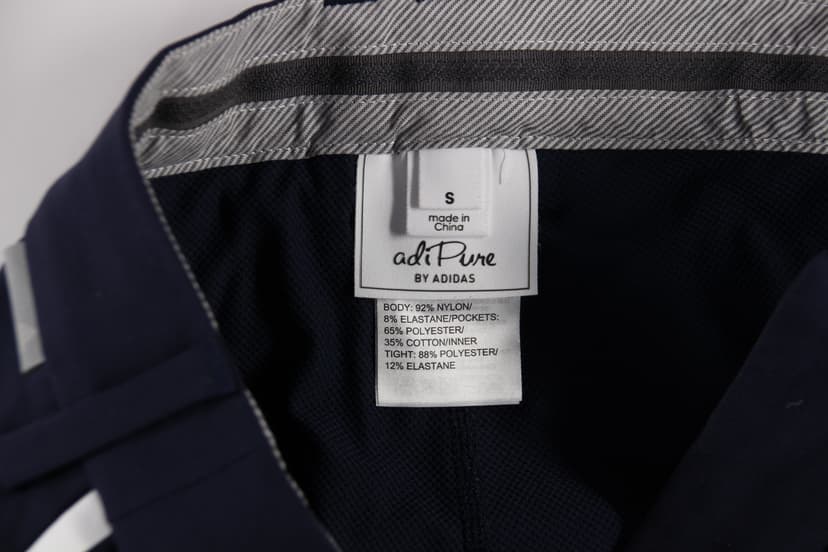 S
made in
China
adiPure
BY ADIDAS
BODY: 92% NYLON/
8% ELASTANE/POCKETS:
65% POLYESTER/
35% COTTON/INNER
TIGHT: 88% POLYESTER/
12% ELASTANE